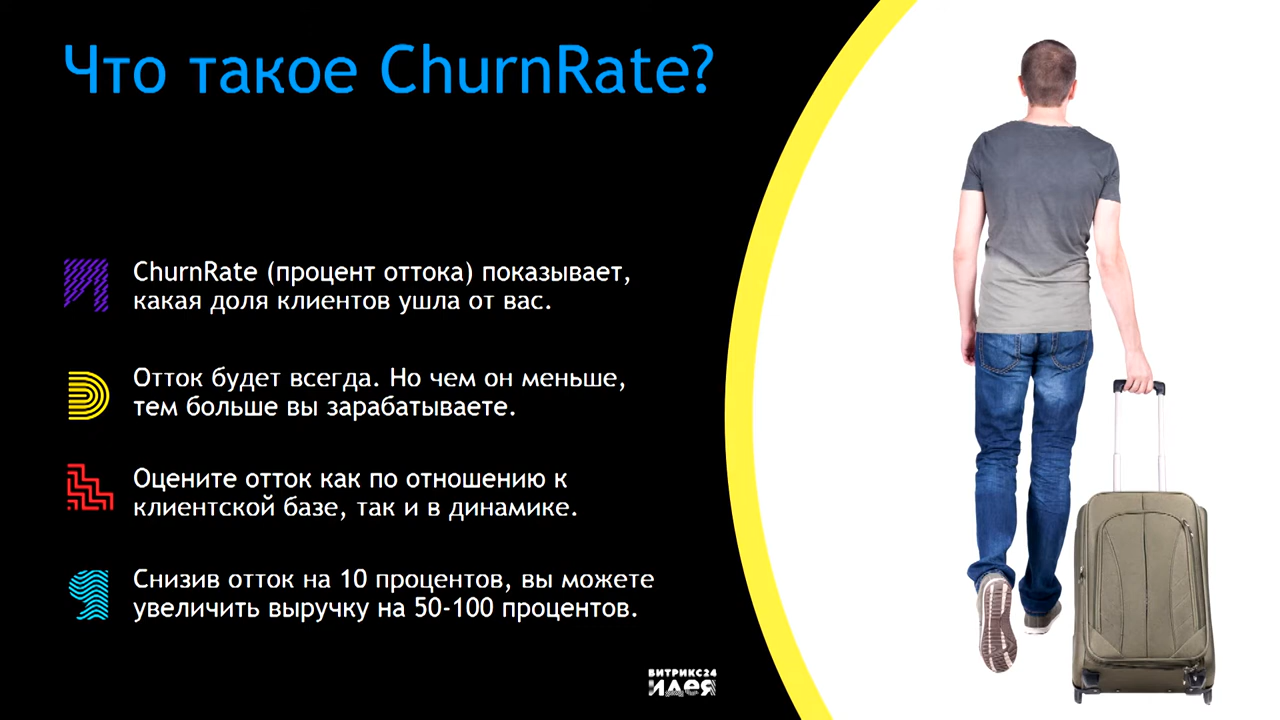 Что такое ChurnRate?
ChurnRate (процент оттока) показывает,
какая доля клиентов ушла от вас.
Отток будет всегда. Но чем он меньше,
тем больше вы зарабатываете.
Оцените отток как по отношению к
клиентской базе, так и в динамике.
Снизив отток на 10 процентов, вы можете
увеличить выручку на 50-100 процентов.
БИТРИКС24
идея